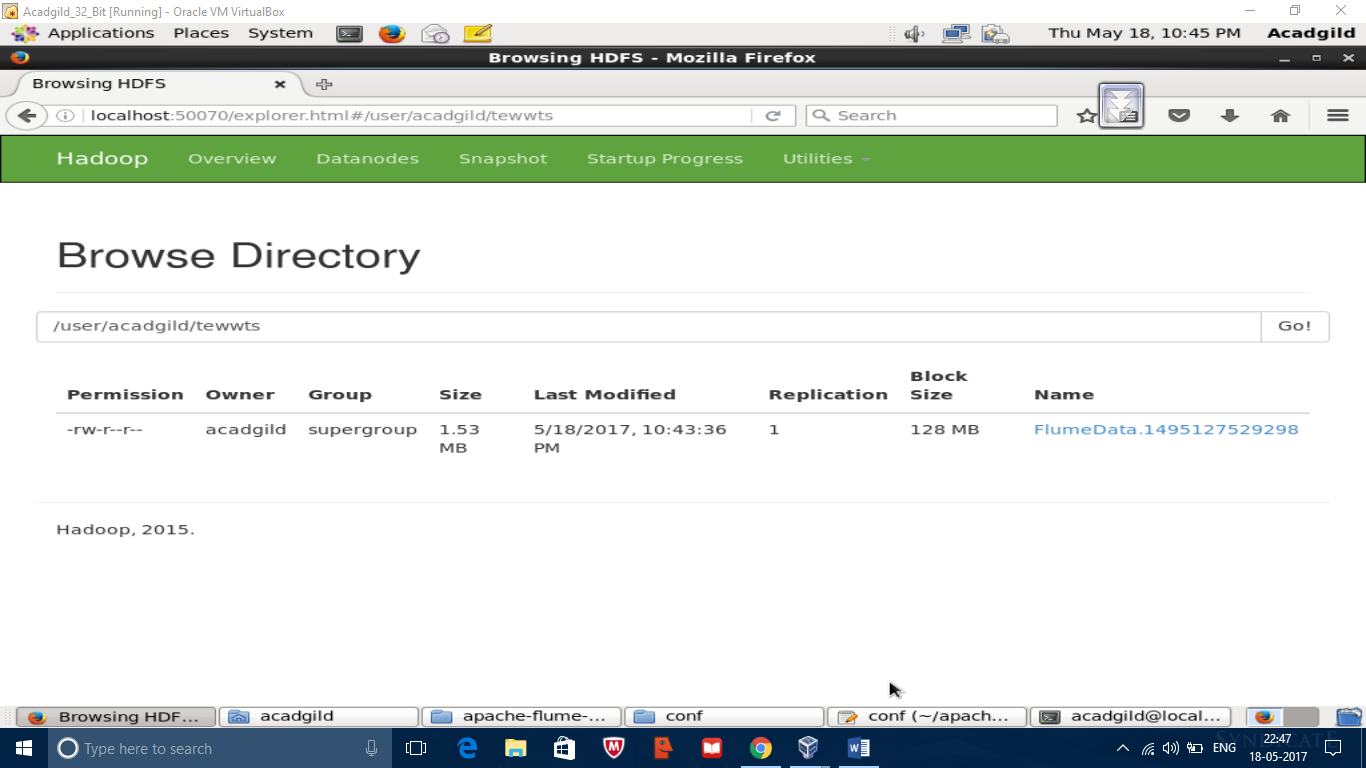 Acadgild_32_Bit [Running] - Oracle VM VirtualBox
Applications Places System Thu May 18, 10:45 PM Acadgild
Browsing HDFS - Mozilla Firefox
Browsing HDFS
localhost:50070/explorer.html#/user/acadgild/tewwts Search
Hadoop Overview Datanodes Snapshot Startup Progress Utilities
Browse Directory
/user/acadgild/tewwts Go!
Permission Owner Group Size Last Modified Replication Block Size Name
-rw-r--r-- acadgild supergroup 1.53 MB 5/18/2017, 10:43:36 PM 1 128 MB FlumeData.1495127529298
Hadoop, 2015.
Browsing HDF... acadgild apache-flume-... conf conf (~/apach... acadgild@local...
Type here to search ENG 22:47
18-05-2017